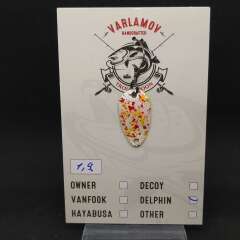 VARLAMOV
HANDCRAFTED
1,9
OWNER
DECOY
VANFOOK
DELPHIN
HAYABUSA
OTHER